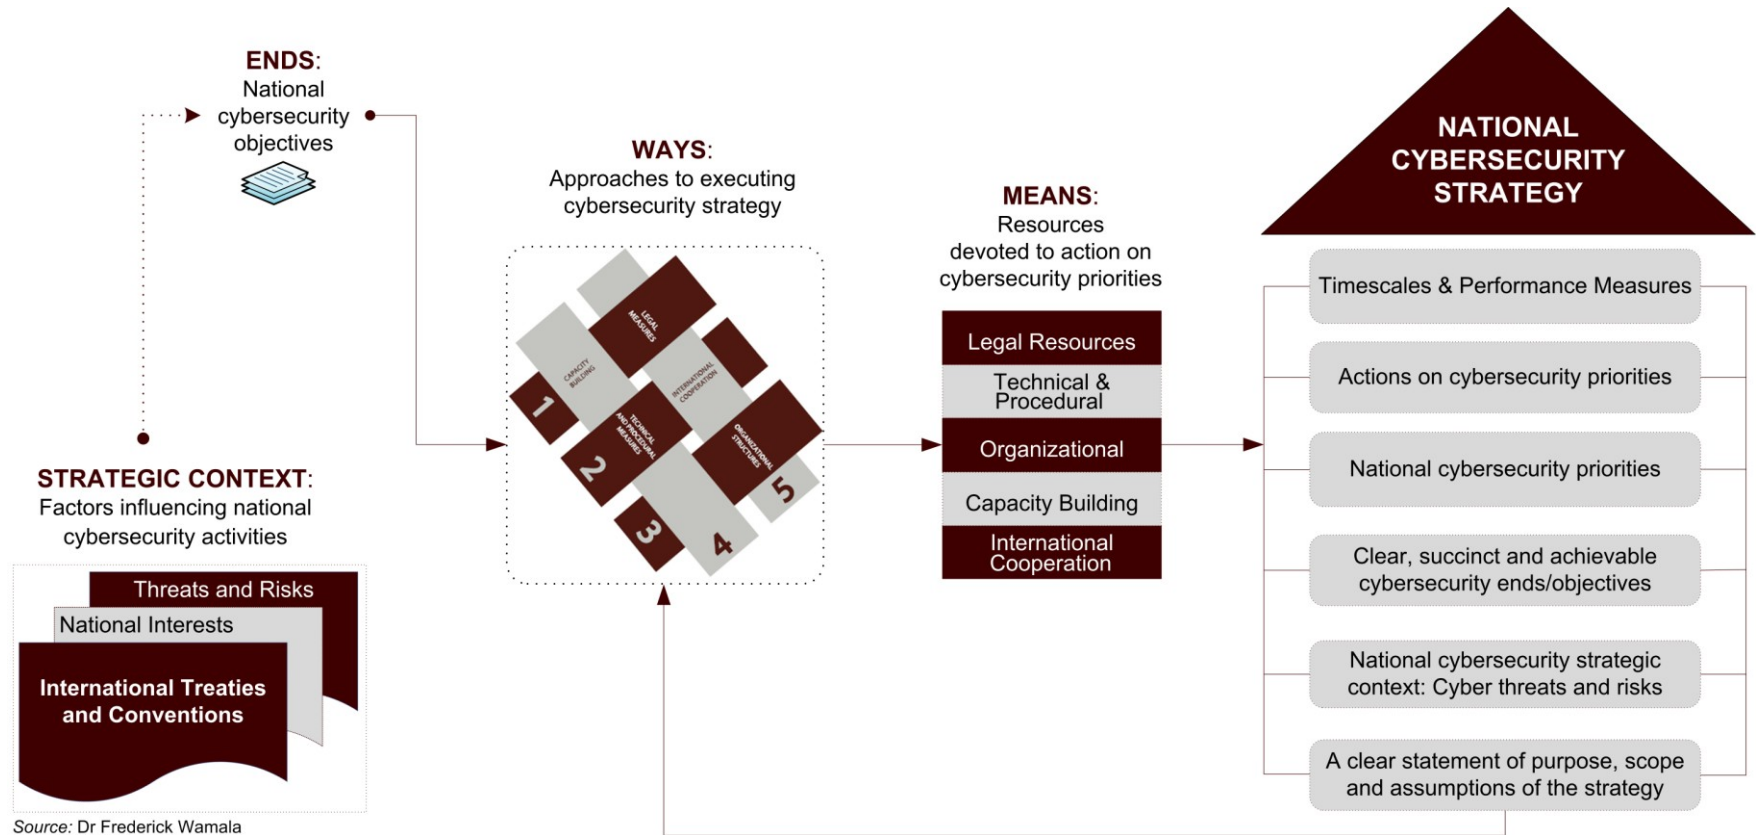 ENDS:
National
cybersecurity
objectives
STRATEGIC CONTEXT:
Factors influencing national
cybersecurity activities
Threats and Risks
National Interests
International Treaties
and Conventions
Source: Dr Frederick Wamala
WAYS:
Approaches to executing
cybersecurity strategy
LEGAL
MEASURES
CAPACITY
BUILDING
INTERNATIONAL
COOPERATION
TECHNICAL
AND PROCEDURAL
MEASURES
ORGANIZATIONAL
STRUCTURES
1
2
3
4
5
MEANS:
Resources
devoted to action on
cybersecurity priorities
Legal Resources
Technical &
Procedural
Organizational
Capacity Building
International
Cooperation
NATIONAL
CYBERSECURITY
STRATEGY
Timescales & Performance Measures
Actions on cybersecurity priorities
National cybersecurity priorities
Clear, succinct and achievable
cybersecurity ends/objectives
National cybersecurity strategic
context: Cyber threats and risks
A clear statement of purpose, scope
and assumptions of the strategy